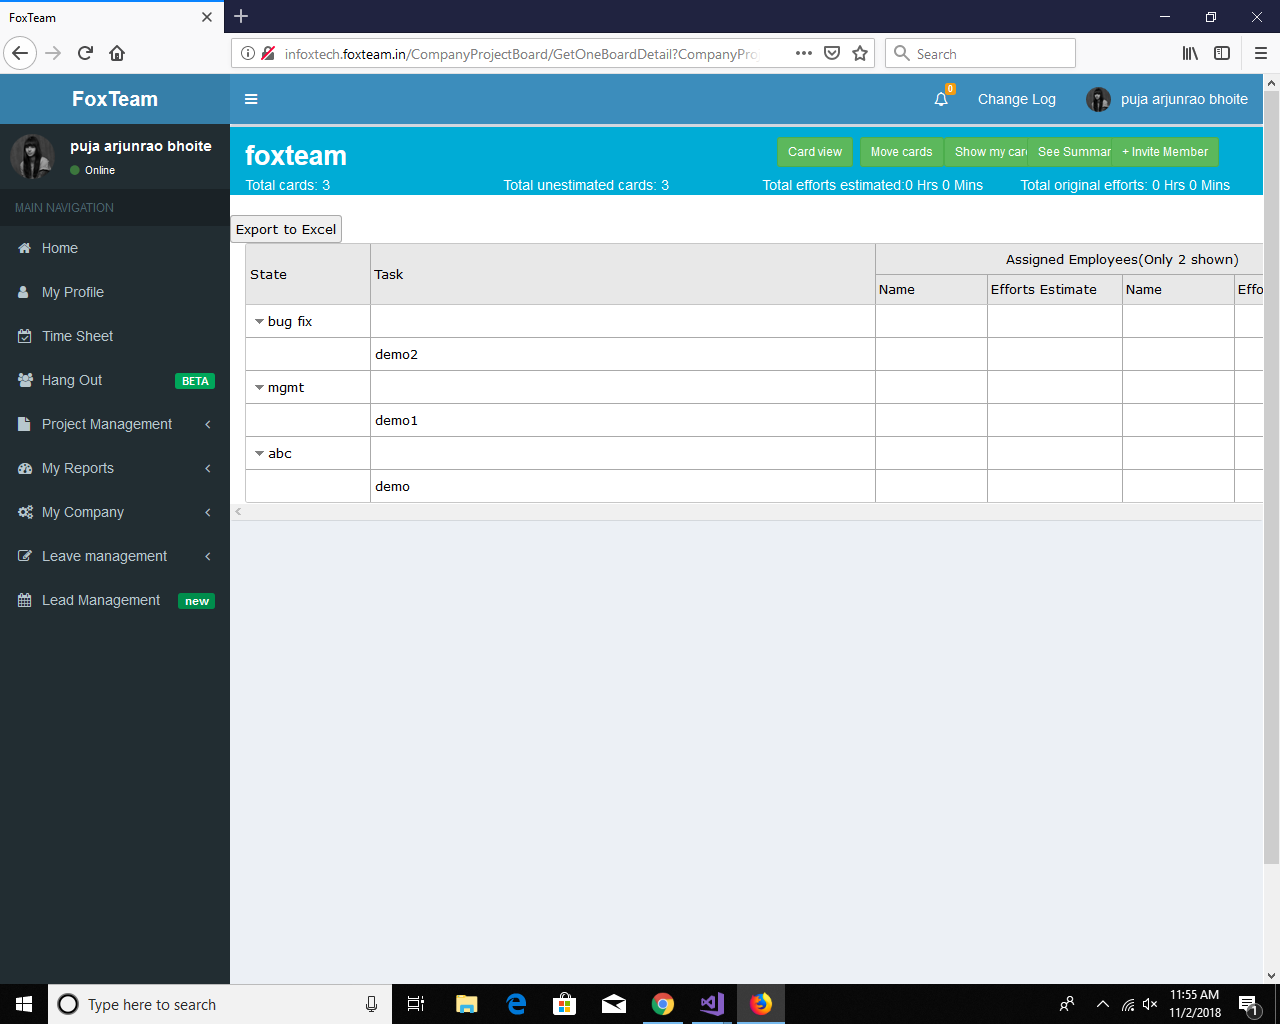 FoxTeam
infoxtech.foxteam.in/CompanyProjectBoard/GetOneBoardDetail?CompanyPro
Search
FoxTeam
0
Change Log
puja arjunrao bhoite
puja arjunrao bhoite
Online
MAIN NAVIGATION
Home
My Profile
Time Sheet
Hang Out BETA
Project Management
My Reports
My Company
Leave management
Lead Management new
foxteam
Card view
Move cards
Show my car
See Summar
+ Invite Member
Total cards: 3
Total unestimated cards: 3
Total efforts estimated:0 Hrs 0 Mins
Total original efforts: 0 Hrs 0 Mins
Export to Excel
State
Task
Assigned Employees(Only 2 shown)
Name
Efforts Estimate
Name
Effo
bug fix
demo2
mgmt
demo1
abc
demo
Type here to search
11:55 AM
11/2/2018
1